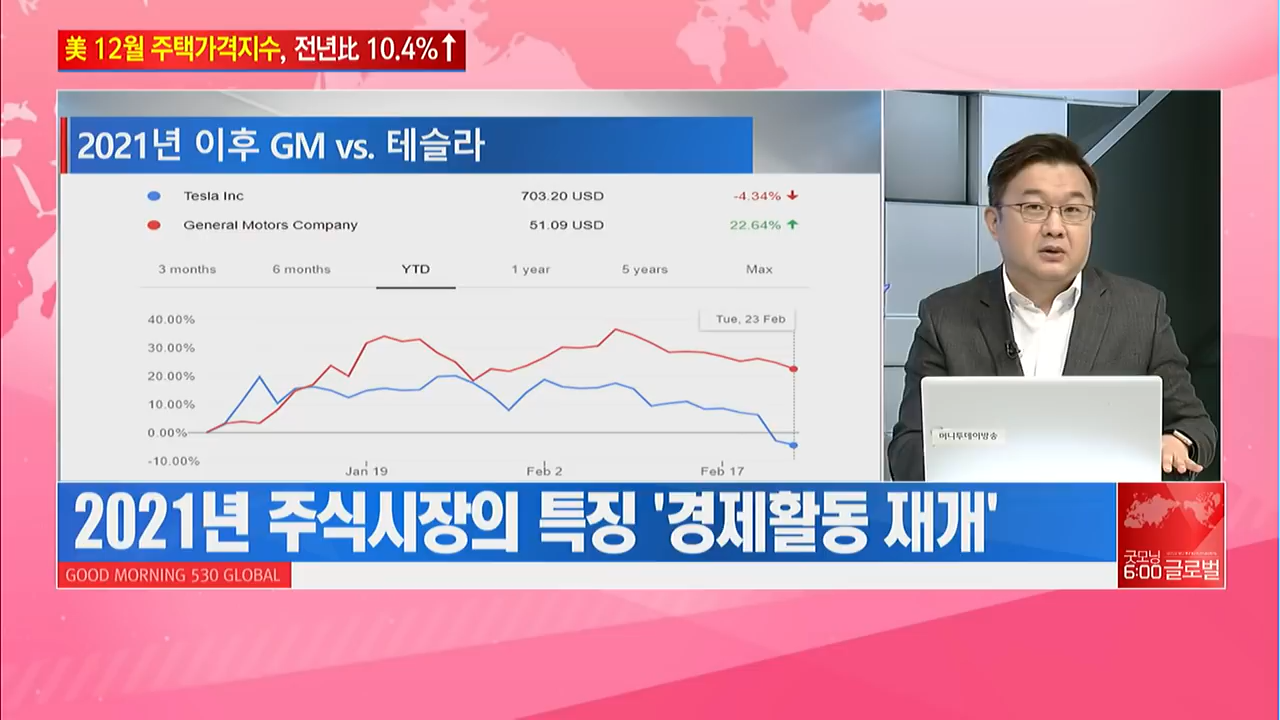 美 12월 주택가격지수, 전년比 10.4%↑
2021년 이후 GM vs. 테슬라
Tesla Inc 703.20 USD -4.34% ↓
General Motors Company 51.09 USD 22.64% ↑
3 months 6 months YTD 1 year 5 years Max
Tue, 23 Feb
40.00%
30.00%
20.00%
10.00%
0.00%
-10.00%
Jan 19 Feb 2 Feb 17
머니투데이방송
2021년 주식시장의 특징 '경제활동 재개'
GOOD MORNING 530 GLOBAL
굿모닝
6:00 글로벌